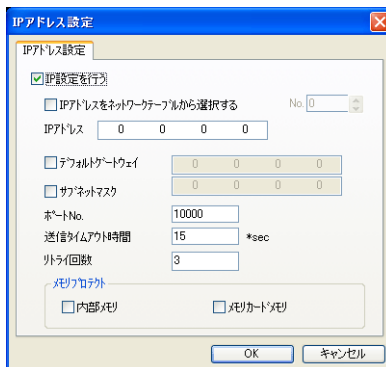 IPアドレス設定
IPアドレス設定
IP設定を行う
IPアドレスをネットワークテーブルから選択する No. 0
IPアドレス 0 0 0 0
デフォルトゲートウェイ 0 0 0 0
サブネットマスク 0 0 0 0
ポートNo. 10000
送信タイムアウト時間 15 *sec
リトライ回数 3
メモリプロテクト
内部メモリ メモリカードメモリ
OK キャンセル